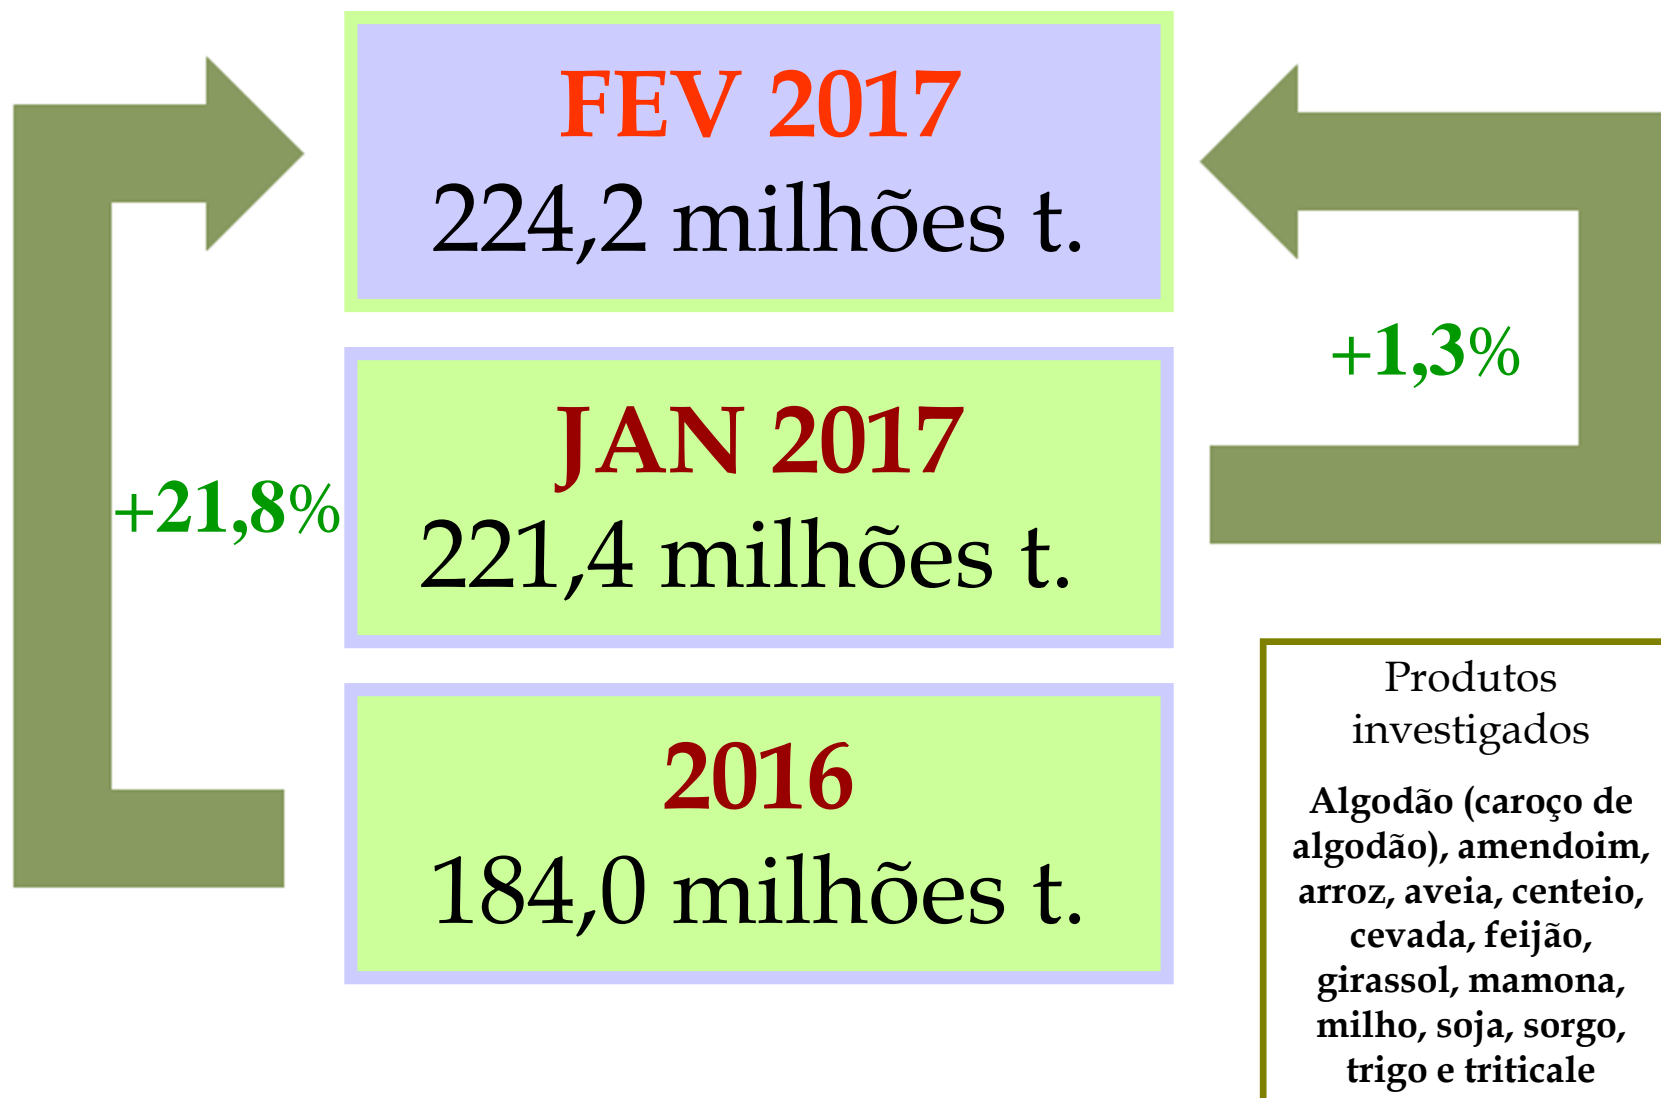 FEV 2017
224,2 milhões t.
+1,3%
JAN 2017
221,4 milhões t.
+21,8%
2016
184,0 milhões t.
Produtos
investigados
Algodão (caroço de
algodão), amendoim,
arroz, aveia, centeio,
cevada, feijão,
girassol, mamona,
milho, soja, sorgo,
trigo e triticale